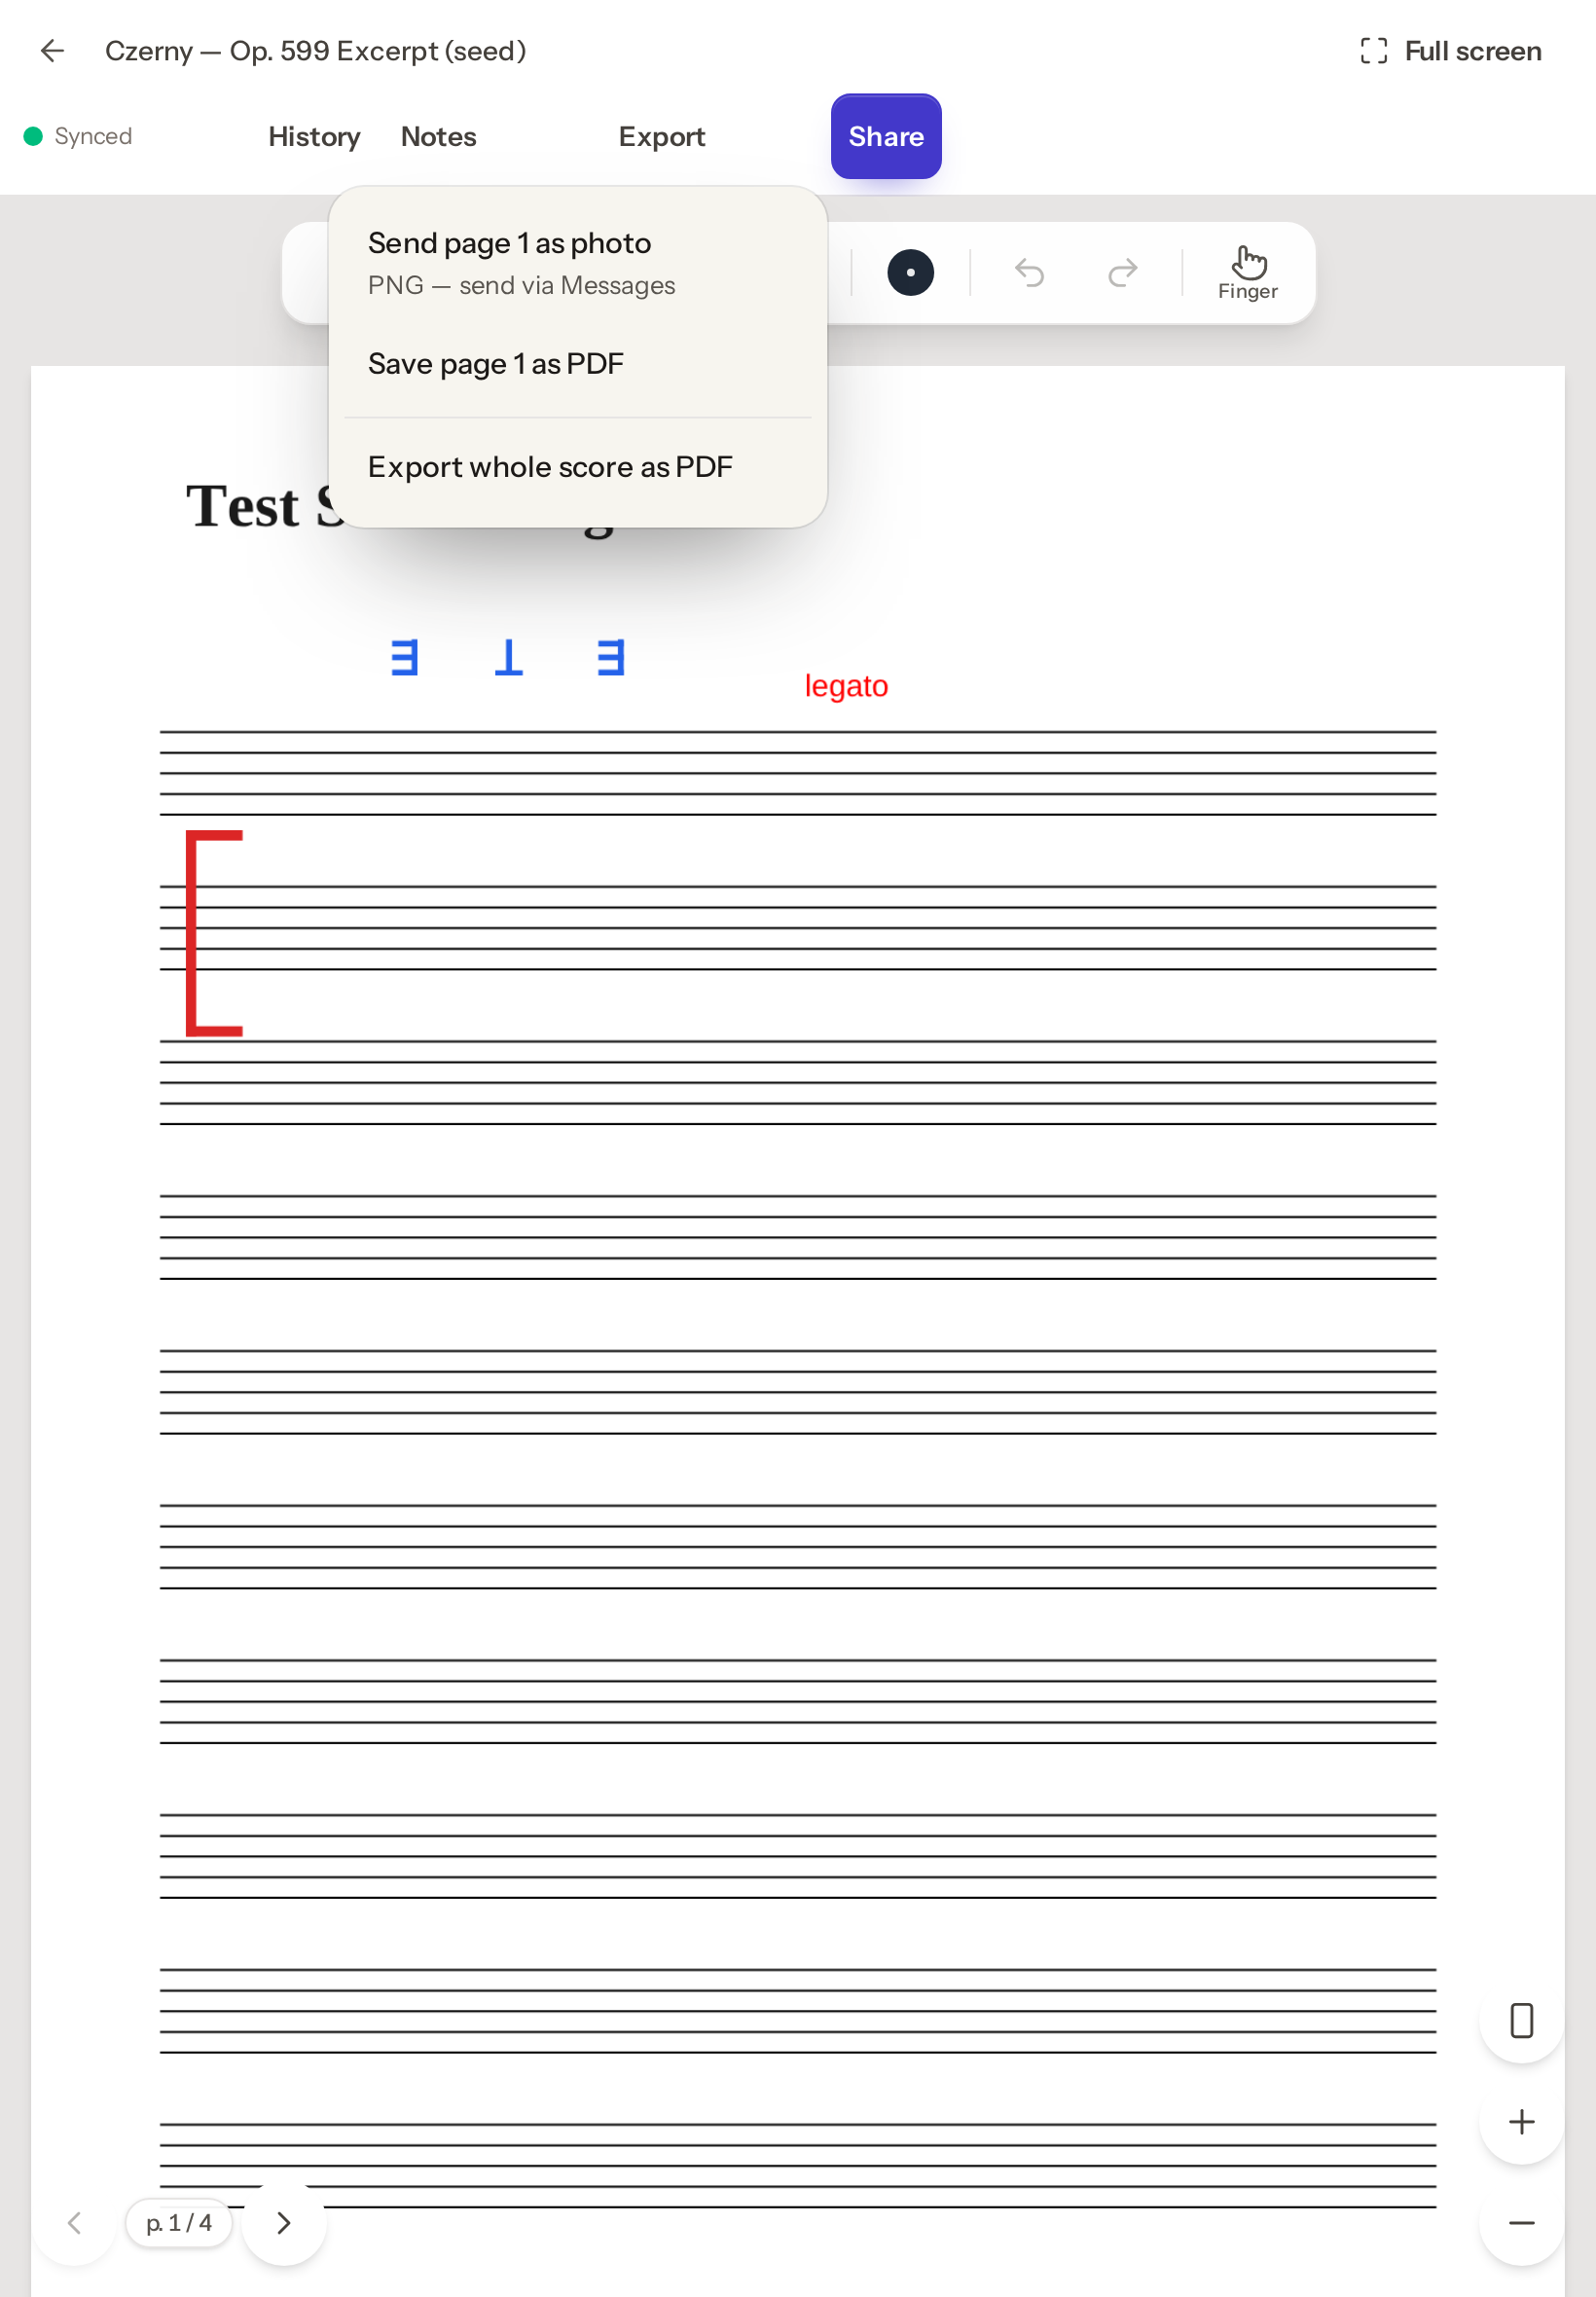 Czerny — Op. 599 Excerpt (seed)
Full screen
Synced
History
Notes
Export
Share
Send page 1 as photo
PNG — send via Messages
Finger
Save page 1 as PDF
Export whole score as PDF
Test
Ǝ ⊥ Ǝ
legato
p. 1 / 4